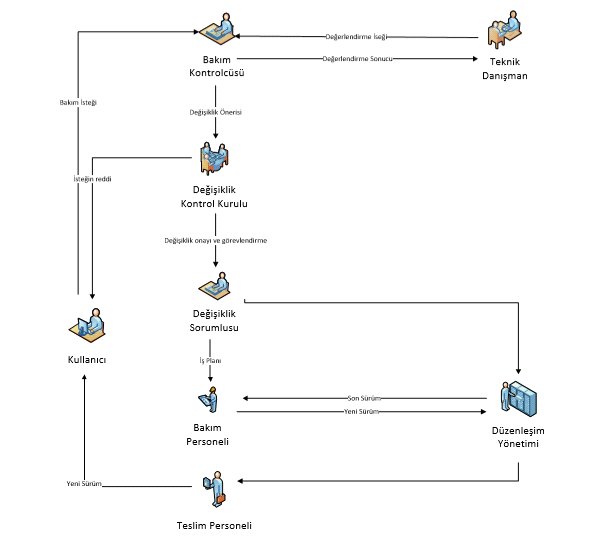 Değerlendirme İseği
Bakım
Kontrolcüsü
Değerlendirme Sonucu
Teknik
Danışman
Bakım İsteği
Değişiklik Önerisi
İsteğin reddi
Değişiklik
Kontrol Kurulu
Değişiklik onayı ve görevlendirme
Değişiklik
Sorumlusu
Kullanıcı
İş Planı
Son Sürüm
Yeni Sürüm
Bakım
Personeli
Düzenleşim
Yönetimi
Yeni Sürüm
Teslim Personeli